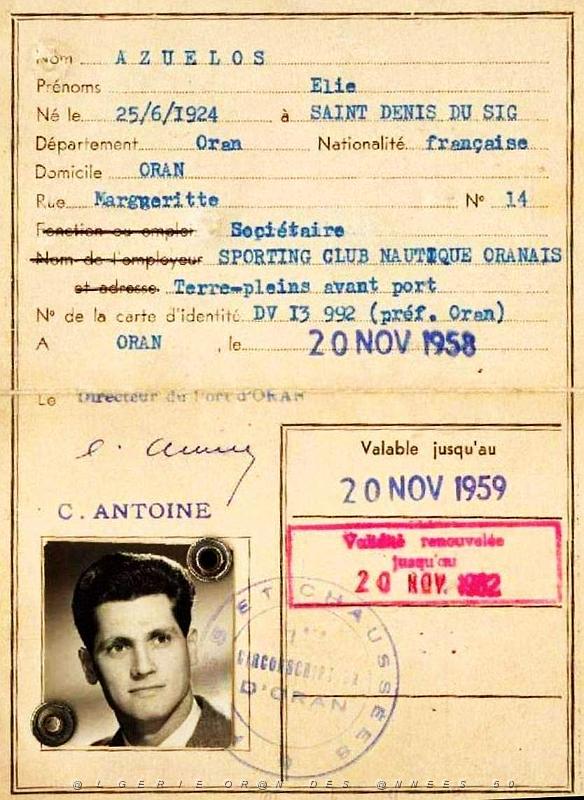 Nom AZUELOS
Prénoms Elie
Né le 25/6/1924 à SAINT DENIS DU SIG
Département Oran Nationalité française
Domicile ORAN
Rue Margueritte N° 14
Fonction ou emploi Sociétaire
Nom de l'employeur SPORTING CLUB NAUTIQUE ORANAIS
et adresse Terre-pleins avant port
N° de la carte d'identité DV I3 992 (préf. Oran)
A ORAN , le 20 NOV 1958
Le Directeur du Port d'ORAN
C. ANTOINE
Valable jusqu'au
20 NOV 1959
Validité renouvelée
jusqu'au
20 NOV.
ET CHAUSSEES
CIRCONSCRIPTION
D'ORAN
@LGERIE OR@N DES @NNEES 50